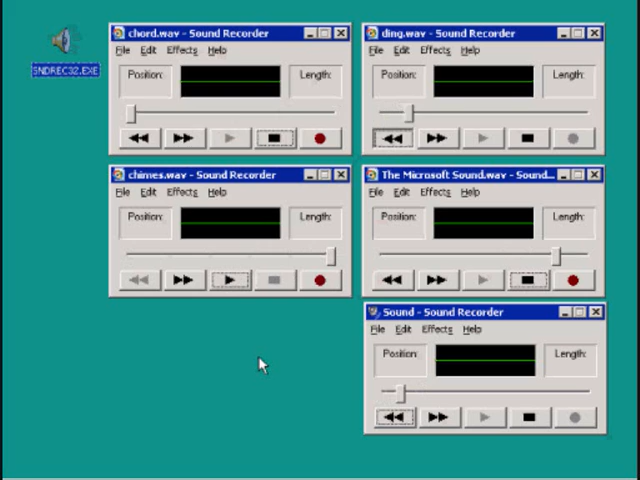 SNDREC32.EXE
chord.wav - Sound Recorder
File Edit Effects Help
Position:
Length:
ding.wav - Sound Recorder
File Edit Effects Help
Position:
Length:
chimes.wav - Sound Recorder
File Edit Effects Help
Position:
Length:
The Microsoft Sound.wav - Sound...
File Edit Effects Help
Position:
Length:
Sound - Sound Recorder
File Edit Effects Help
Position:
Length: